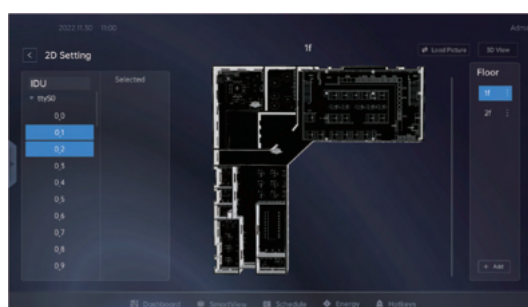 2022.11.30 11:00
Admi
2D Setting
1f
Load Picture
3D View
IDU
Selected
Floor
ttyS0
1f
2f
0_0
0_1
0_2
0_3
0_4
0_5
0_6
0_7
0_8
0_9
+ Add
Dashboard
SmartView
Schedule
Energy
Hotkeys